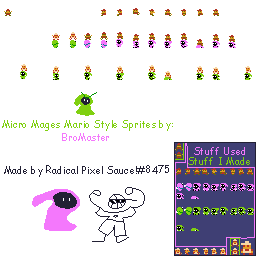 Micro Mages Mario Style Sprites by:
BroMaster
Made by Radical Pixel Sauce!#8475
Stuff Used
Stuff I Made